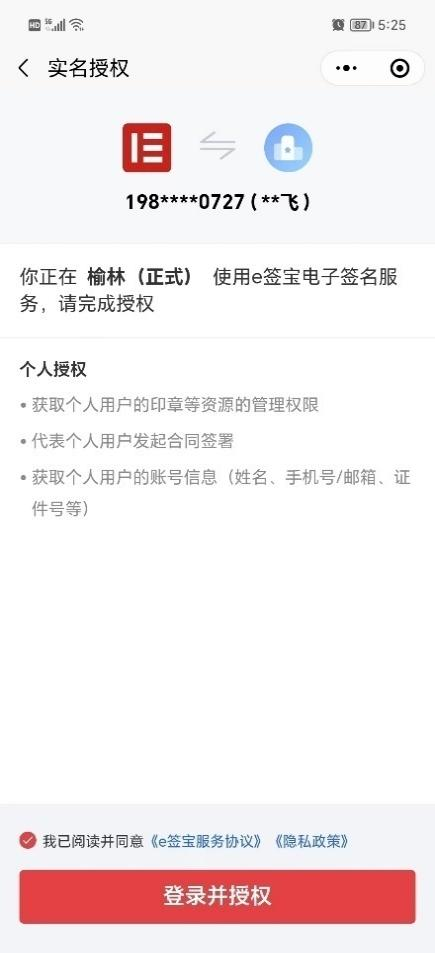 HD 5G 87 5:25
实名授权
198****0727 (**飞)
你正在 榆林（正式） 使用e签宝电子签名服
务，请完成授权
个人授权
• 获取个人用户的印章等资源的管理权限
• 代表个人用户发起合同签署
• 获取个人用户的账号信息（姓名、手机号/邮箱、证
件号等）
我已阅读并同意《e签宝服务协议》《隐私政策》
登录并授权